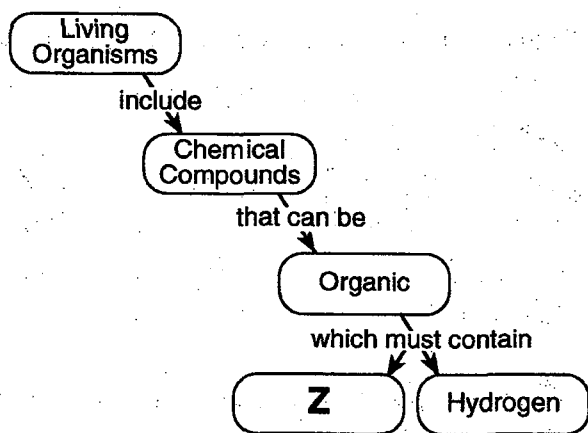 Living
Organisms
include
Chemical
Compounds
that can be
Organic
which must contain
Z
Hydrogen